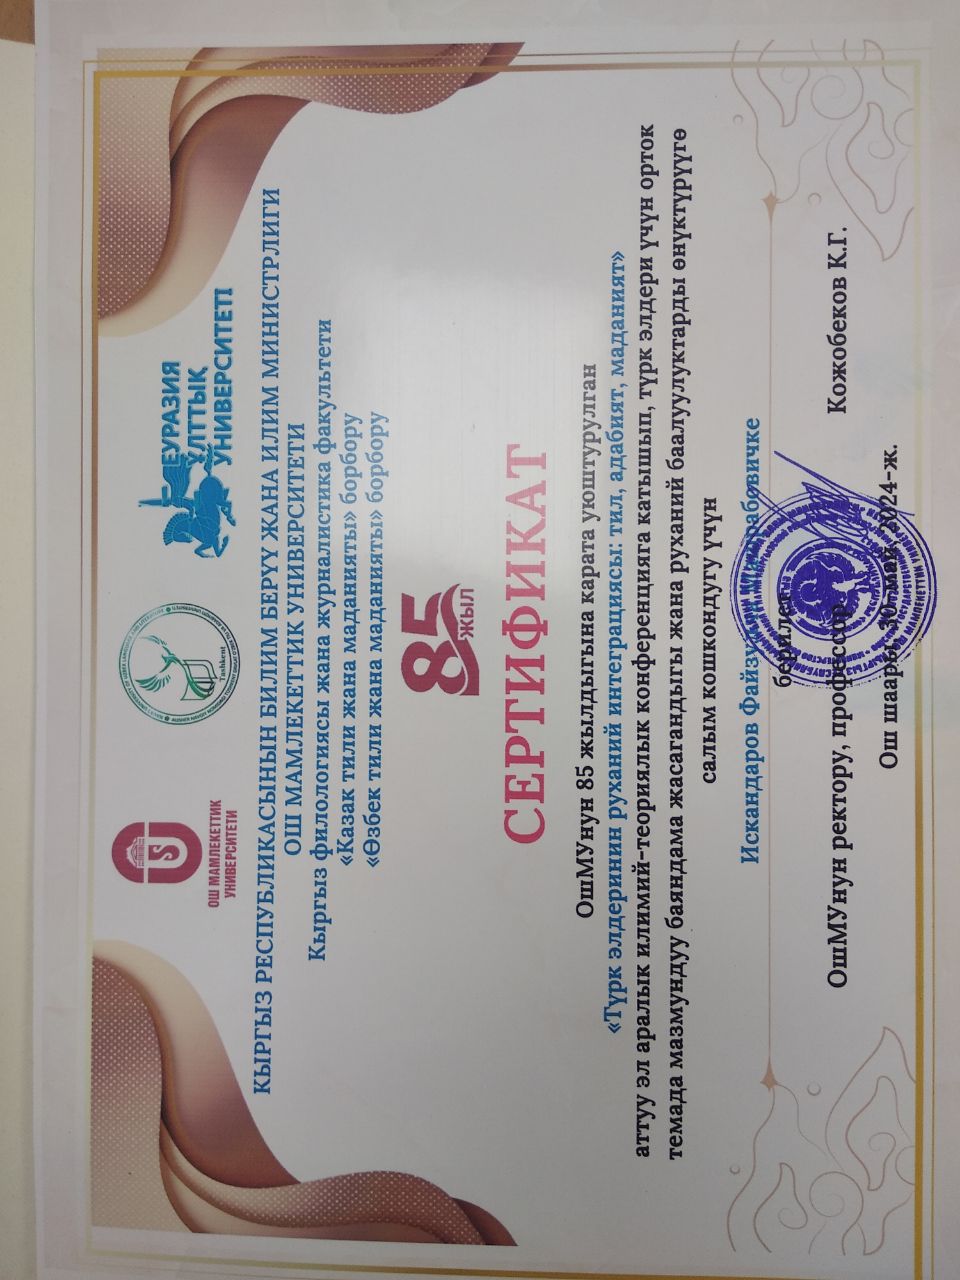 ОШ МАМЛЕКЕТТИК
УНИВЕРСИТЕТИ
Tashkent
ЕУРАЗИЯ
ҰЛТТЫҚ
УНИВЕРСИТЕТІ
КЫРГЫЗ РЕСПУБЛИКАСЫНЫН БИЛИМ БЕРҮҮ ЖАНА ИЛИМ МИНИСТРЛИГИ
ОШ МАМЛЕКЕТТИК УНИВЕРСИТЕТИ
Кыргыз филологиясы жана журналистика факультети
«Казак тили жана маданияты» борбору
«Өзбек тили жана маданияты» борбору
85
ЖЫЛ
СЕРТИФИКАТ
ОшМУнун 85 жылдыгына карата уюштурулган
«Түрк элдеринин руханий интеграциясы: тил, адабият, маданият»
аттуу эл аралык илимий-теориялык конференцияга катышып, түрк элдери үчүн орток
темада мазмундуу баяндама жасагандыгы жана руханий баалуулуктарды өнүктүрүүгө
салым кошкондугу үчүн
Искандаров Файзулла
берилет
ОшМУнун ректору, профессор Кожобеков К.Г.
Ош шаары, 30-май, 2024-ж.